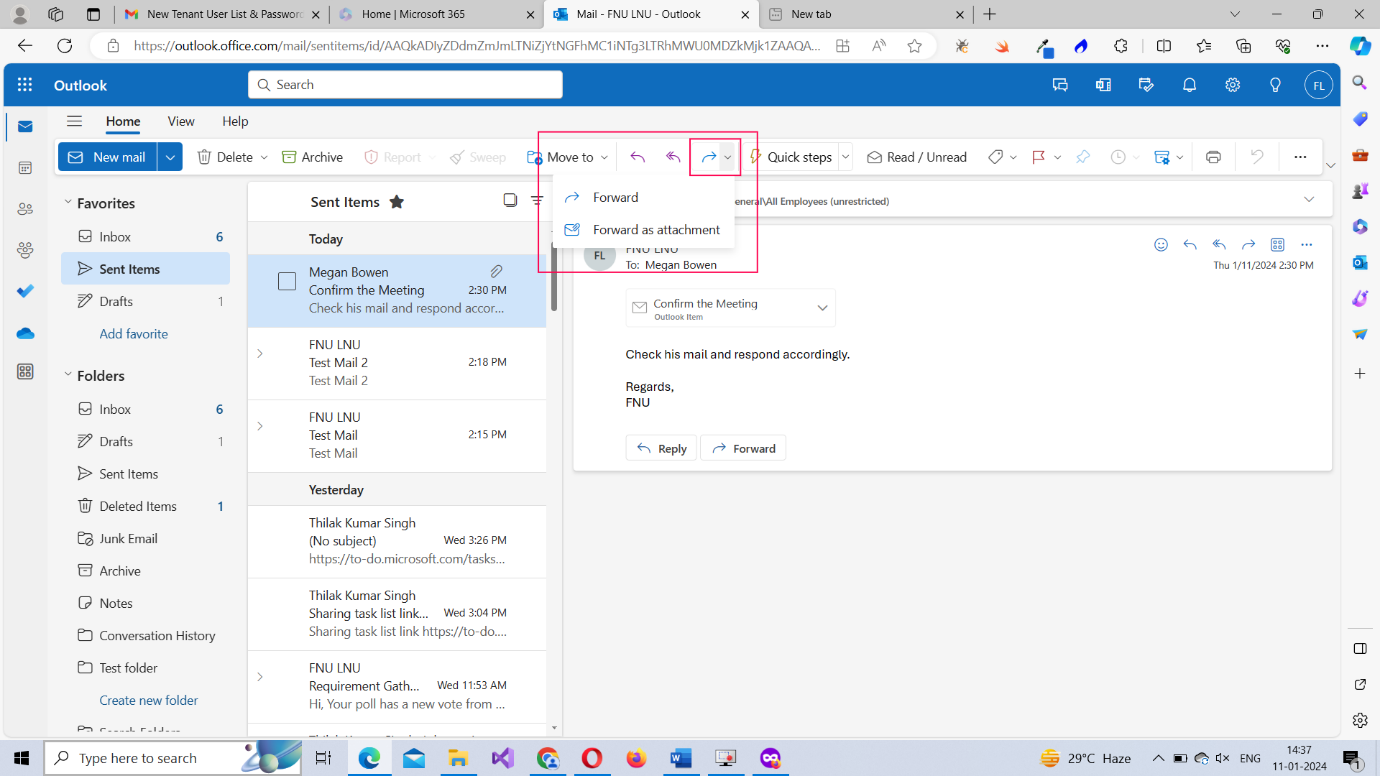 New Tenant User List & Password
Home | Microsoft 365
Mail - FNU LNU - Outlook
New tab
https://outlook.office.com/mail/sentitems/id/AAQkADIyZDdmZmJmLTNiZjYtNGFhMC1iNTg3LTRhMWU0MDZkMjk1ZAAQA...
Outlook
Search
FL
Home View Help
New mail Delete Archive Report Sweep Move to Quick steps Read / Unread
Forward
Forward as attachment
Favorites
Inbox 6
Sent Items
Drafts 1
Add favorite
Folders
Inbox 6
Drafts 1
Sent Items
Deleted Items 1
Junk Email
Archive
Notes
Conversation History
Test folder
Create new folder
Search Folders
Sent Items
Today
Megan Bowen
Confirm the Meeting 2:30 PM
Check his mail and respond accor...
FNU LNU
Test Mail 2 2:18 PM
Test Mail 2
FNU LNU
Test Mail 2:15 PM
Test Mail
Yesterday
Thilak Kumar Singh
(No subject) Wed 3:26 PM
https://to-do.microsoft.com/tasks...
Thilak Kumar Singh
Sharing task list link... Wed 3:04 PM
Sharing task list link https://to-do....
FNU LNU
Requirement Gath... Wed 11:53 AM
Hi, Your poll has a new vote from ...
eneral\All Employees (unrestricted)
FL
FNU LNU
To: Megan Bowen
Thu 1/11/2024 2:30 PM
Confirm the Meeting
Outlook Item
Check his mail and respond accordingly.
Regards,
FNU
Reply Forward
Type here to search
29°C Haze
ENG
14:37
11-01-2024
1